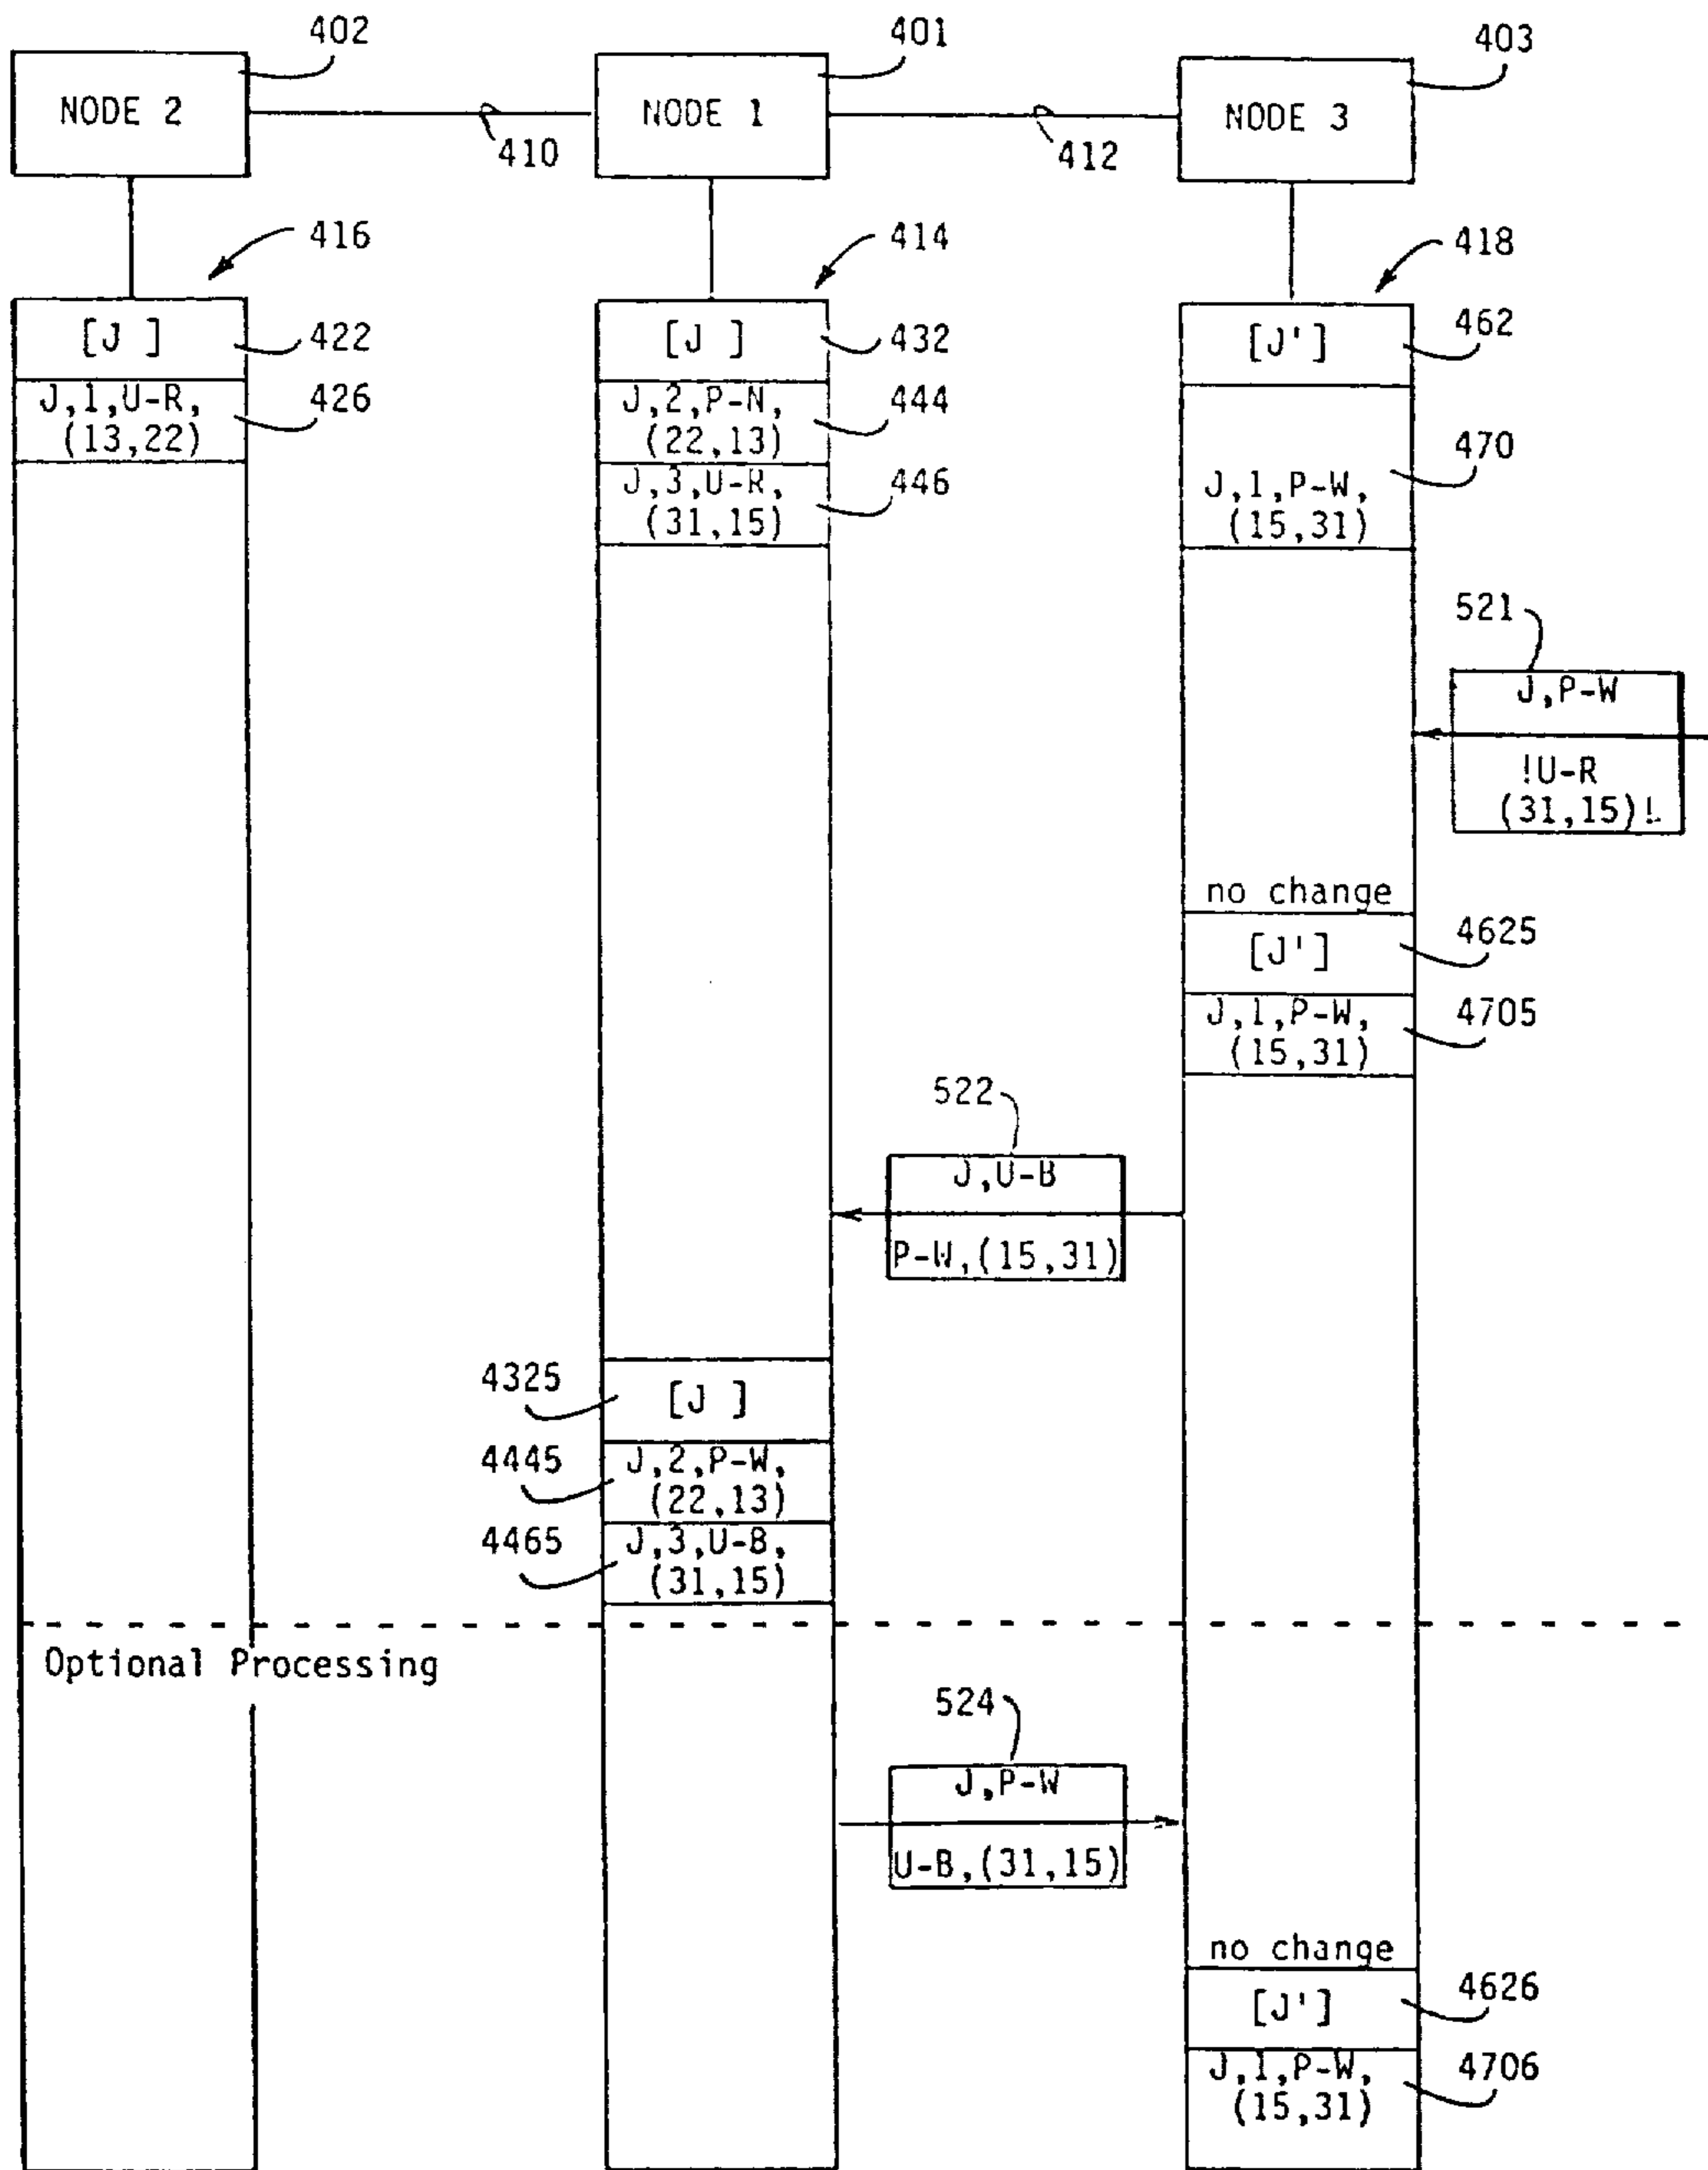 402
401
403
NODE 2
NODE 1
NODE 3
410
412
416
414
418
[J ]
422
[J ]
432
[J']
462
J,1,U-R,
(13,22)
426
J,2,P-N,
(22,13)
444
J,3,U-R,
(31,15)
446
J,1,P-W,
(15,31)
470
521
J,P-W
!U-R
(31,15)!
no change
[J']
4625
J,1,P-W,
(15,31)
4705
522
J,U-B
P-W,(15,31)
4325
[J ]
4445
J,2,P-W,
(22,13)
4465
J,3,U-B,
(31,15)
Optional Processing
524
J,P-W
U-B,(31,15)
no change
[J']
4626
J,1,P-W,
(15,31)
4706